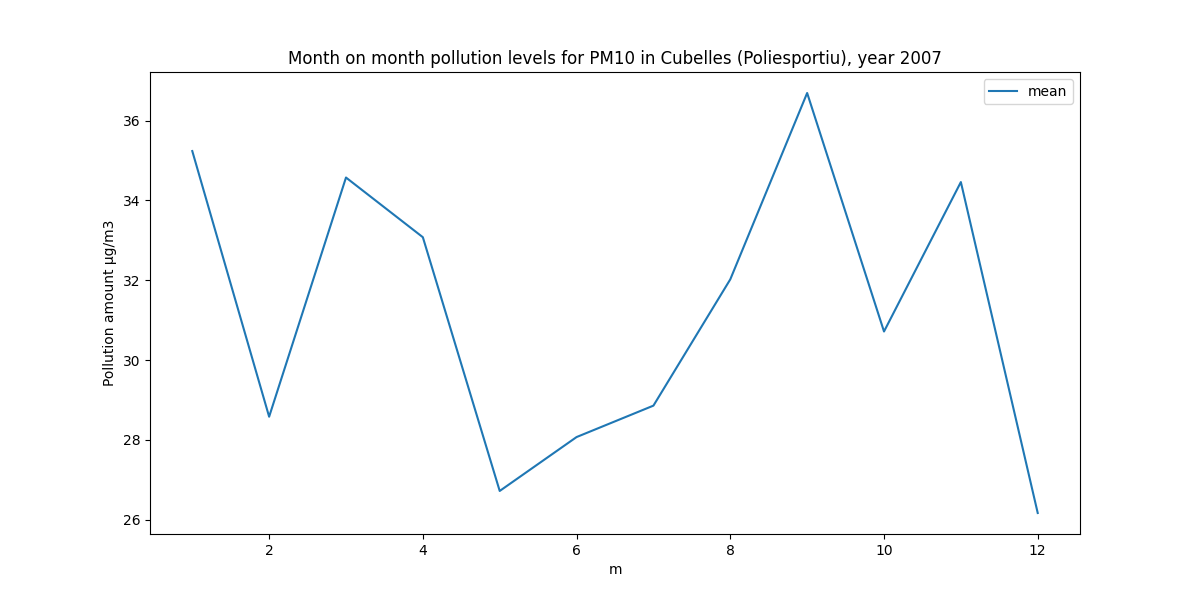 Month on month pollution levels for PM10 in Cubelles (Poliesportiu), year 2007
mean
Pollution amount µg/m3
36
34
32
30
28
26
2 4 6 8 10 12
m